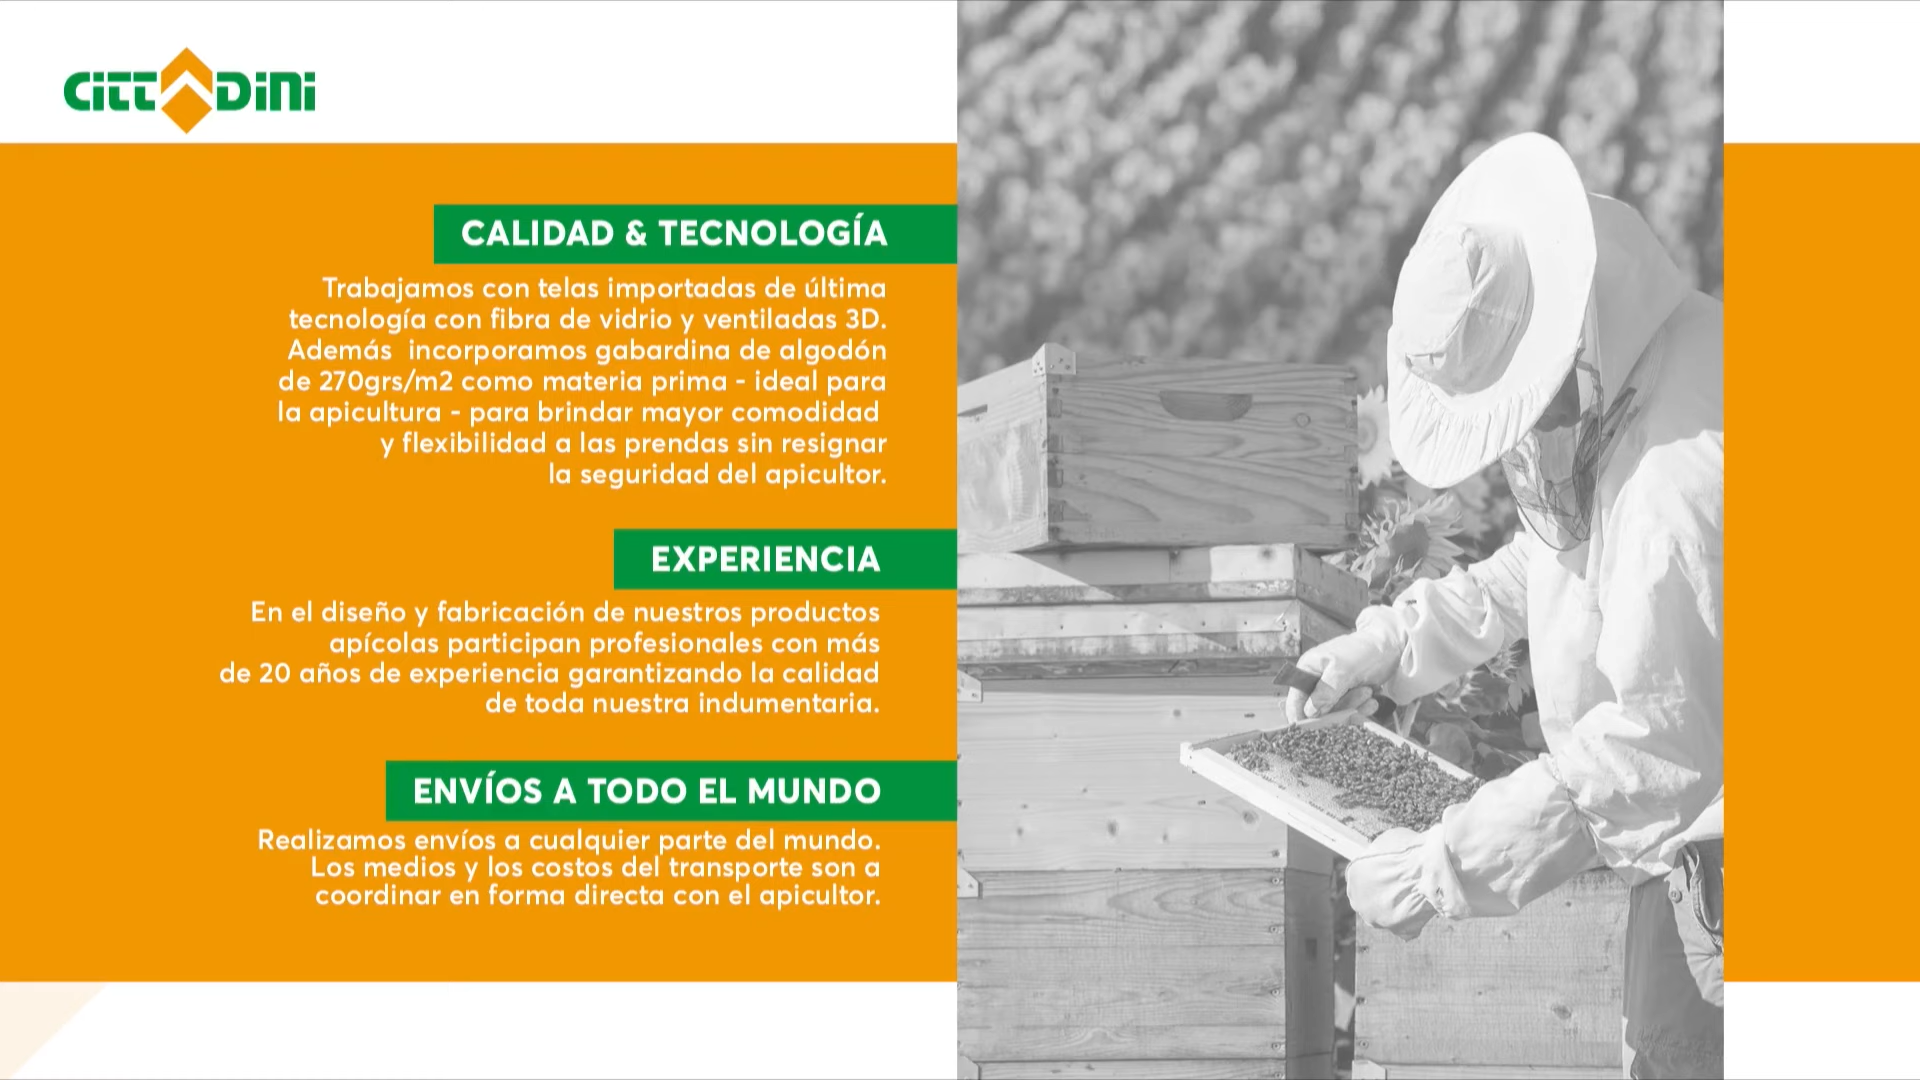 CITTADINI
CALIDAD & TECNOLOGÍA
Trabajamos con telas importadas de última
tecnología con fibra de vidrio y ventiladas 3D.
Además incorporamos gabardina de algodón
de 270grs/m2 como materia prima - ideal para
la apicultura - para brindar mayor comodidad
y flexibilidad a las prendas sin resignar
la seguridad del apicultor.
EXPERIENCIA
En el diseño y fabricación de nuestros productos
apícolas participan profesionales con más
de 20 años de experiencia garantizando la calidad
de toda nuestra indumentaria.
ENVÍOS A TODO EL MUNDO
Realizamos envíos a cualquier parte del mundo.
Los medios y los costos del transporte son a
coordinar en forma directa con el apicultor.